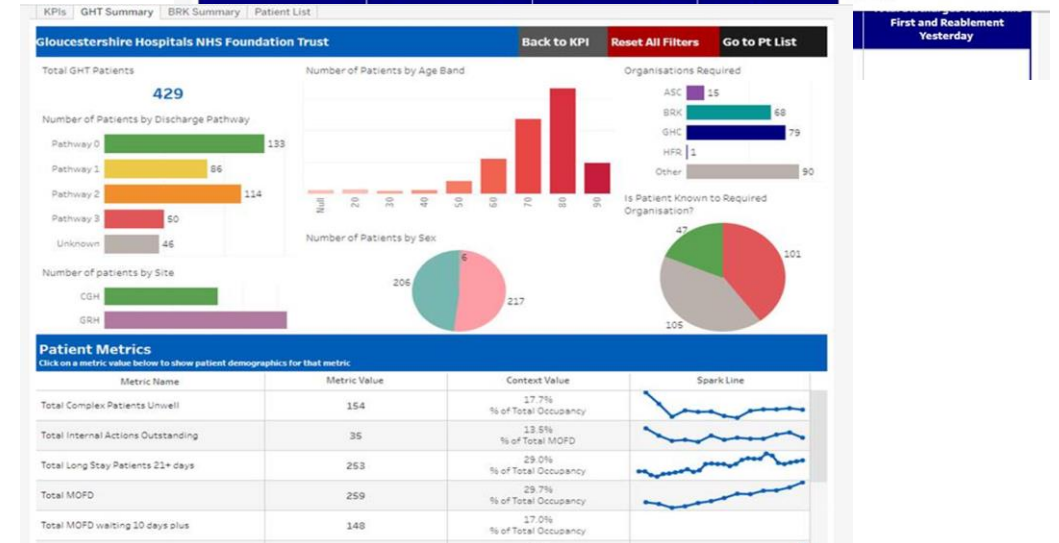 KPIs GHT Summary BRK Summary Patient List
First and Reablement
Yesterday
Gloucestershire Hospitals NHS Foundation Trust Back to KPI Reset All Filters Go to Pt List
Total GHT Patients
429
Number of Patients by Discharge Pathway
Pathway 0 133
Pathway 1 86
Pathway 2 114
Pathway 3 50
Unknown 46
Number of patients by Site
CGH
GRH
Number of Patients by Age Band
Null 20 30 40 50 60 70 80 90
Number of Patients by Sex
6
206
217
Organisations Required
ASC 15
BRK 68
GHC 79
HFR 1
Other 90
Is Patient Known to Required
Organisation?
47
101
105
Patient Metrics
Click on a metric value below to show patient demographics for that metric
Metric Name Metric Value Context Value Spark Line
Total Complex Patients Unwell 154 17.7%
% of Total Occupancy
Total Internal Actions Outstanding 35 13.5%
% of Total MOFD
Total Long Stay Patients 21+ days 253 29.0%
% of Total Occupancy
Total MOFD 259 29.7%
% of Total Occupancy
Total MOFD waiting 10 days plus 148 17.0%
% of Total Occupancy